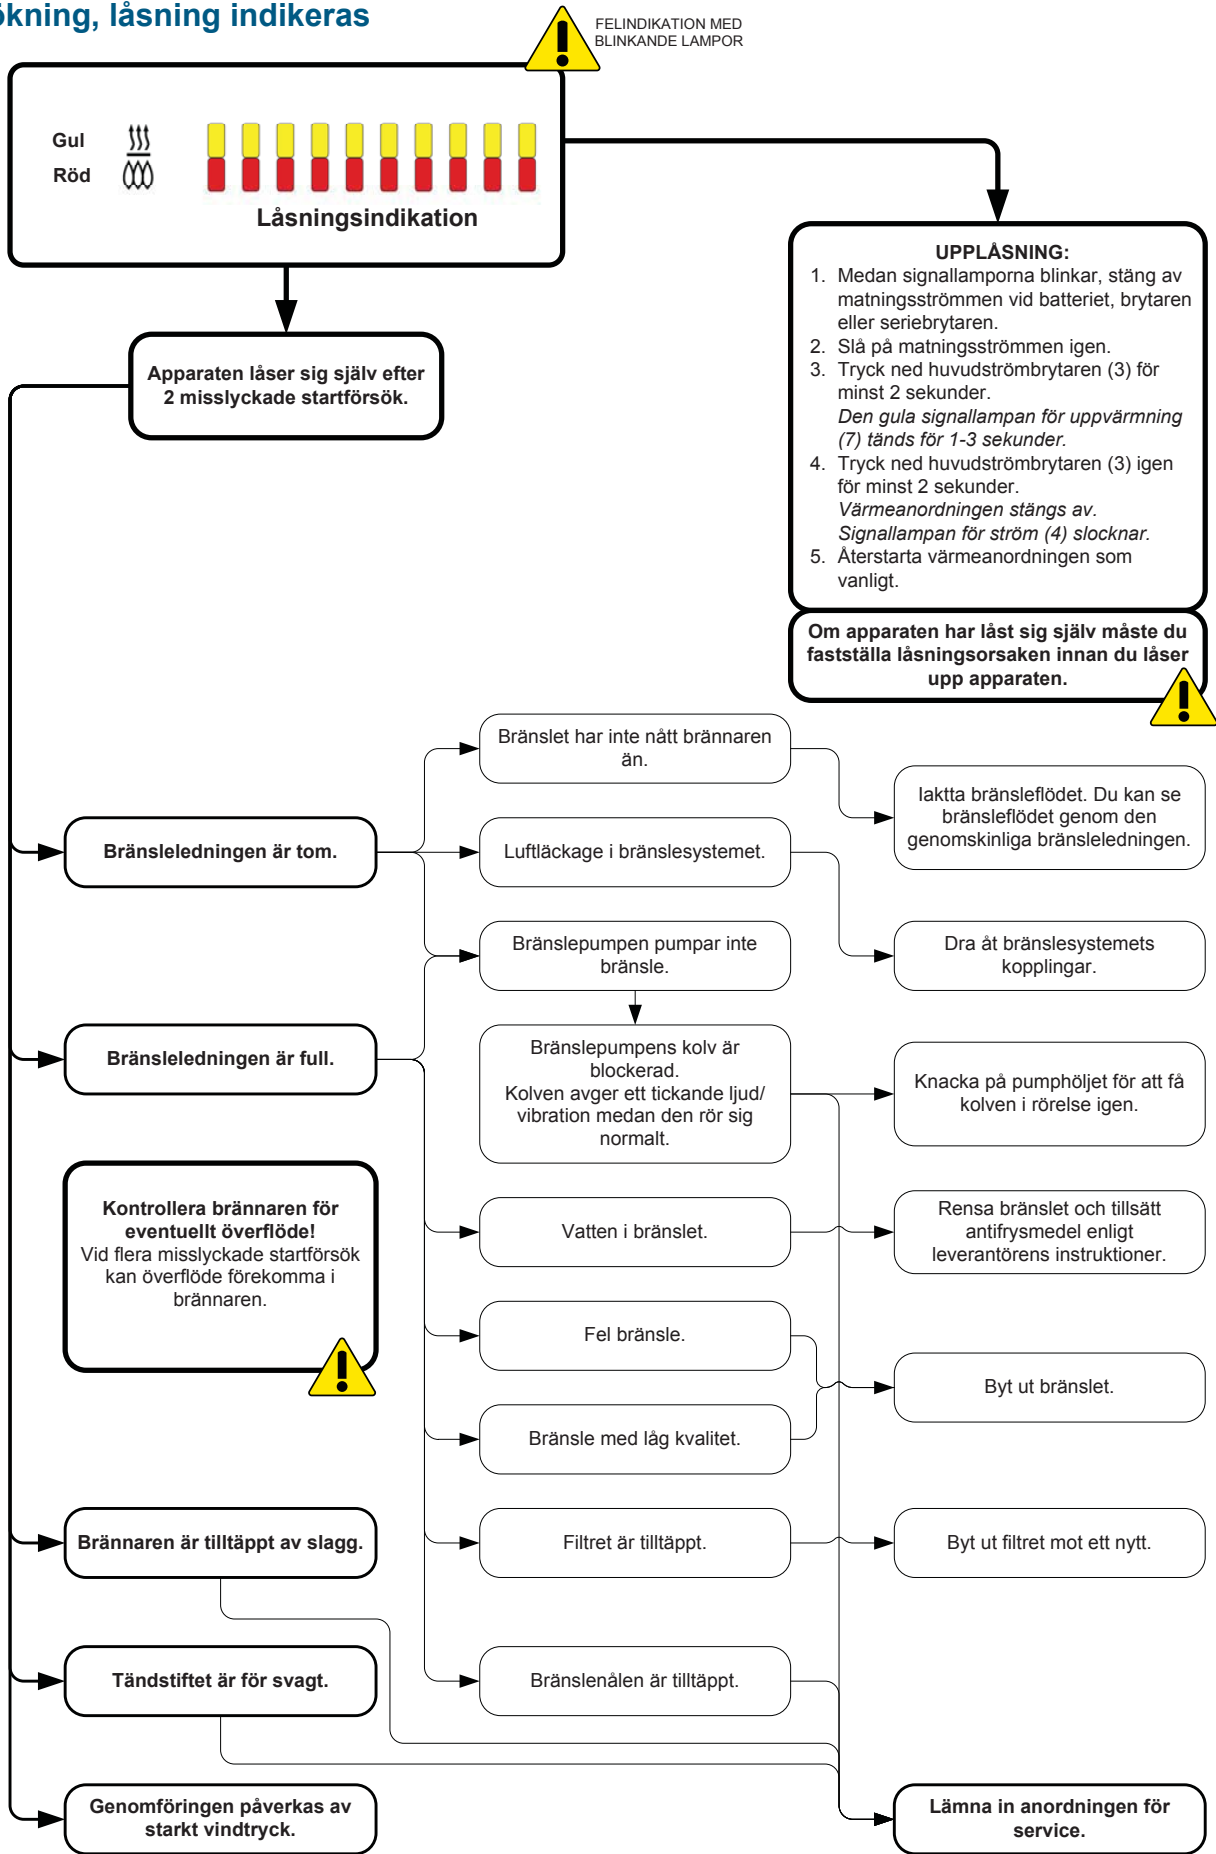 ökning, låsning indikeras
FELINDIKATION MED
BLINKANDE LAMPOR
Gul
Röd
Låsningsindikation
UPPLÅSNING:
1. Medan signallamporna blinkar, stäng av
matningsströmmen vid batteriet, brytaren
eller seriebrytaren.
2. Slå på matningsströmmen igen.
3. Tryck ned huvudströmbrytaren (3) för
minst 2 sekunder.
Den gula signallampan för uppvärmning
(7) tänds för 1-3 sekunder.
4. Tryck ned huvudströmbrytaren (3) igen
för minst 2 sekunder.
Värmeanordningen stängs av.
Signallampan för ström (4) slocknar.
5. Återstarta värmeanordningen som
vanligt.
Om apparaten har låst sig själv måste du
fastställa låsningsorsaken innan du låser
upp apparaten.
Apparaten låser sig själv efter
2 misslyckade startförsök.
Bränslet har inte nått brännaren
än.
Iaktta bränsleflödet. Du kan se
bränsleflödet genom den
genomskinliga bränsleledningen.
Bränsleledningen är tom.
Luftläckage i bränslesystemet.
Bränslepumpen pumpar inte
bränsle.
Dra åt bränslesystemets
kopplingar.
Bränsleledningen är full.
Bränslepumpens kolv är
blockerad.
Kolven avger ett tickande ljud/
vibration medan den rör sig
normalt.
Knacka på pumphöljet för att få
kolven i rörelse igen.
Kontrollera brännaren för
eventuellt överflöde!
Vid flera misslyckade startförsök
kan överflöde förekomma i
brännaren.
Vatten i bränslet.
Rensa bränslet och tillsätt
antifrysmedel enligt
leverantörens instruktioner.
Fel bränsle.
Byt ut bränslet.
Bränsle med låg kvalitet.
Brännaren är tilltäppt av slagg.
Filtret är tilltäppt.
Byt ut filtret mot ett nytt.
Tändstiftet är för svagt.
Bränslenålen är tilltäppt.
Genomföringen påverkas av
starkt vindtryck.
Lämna in anordningen för
service.